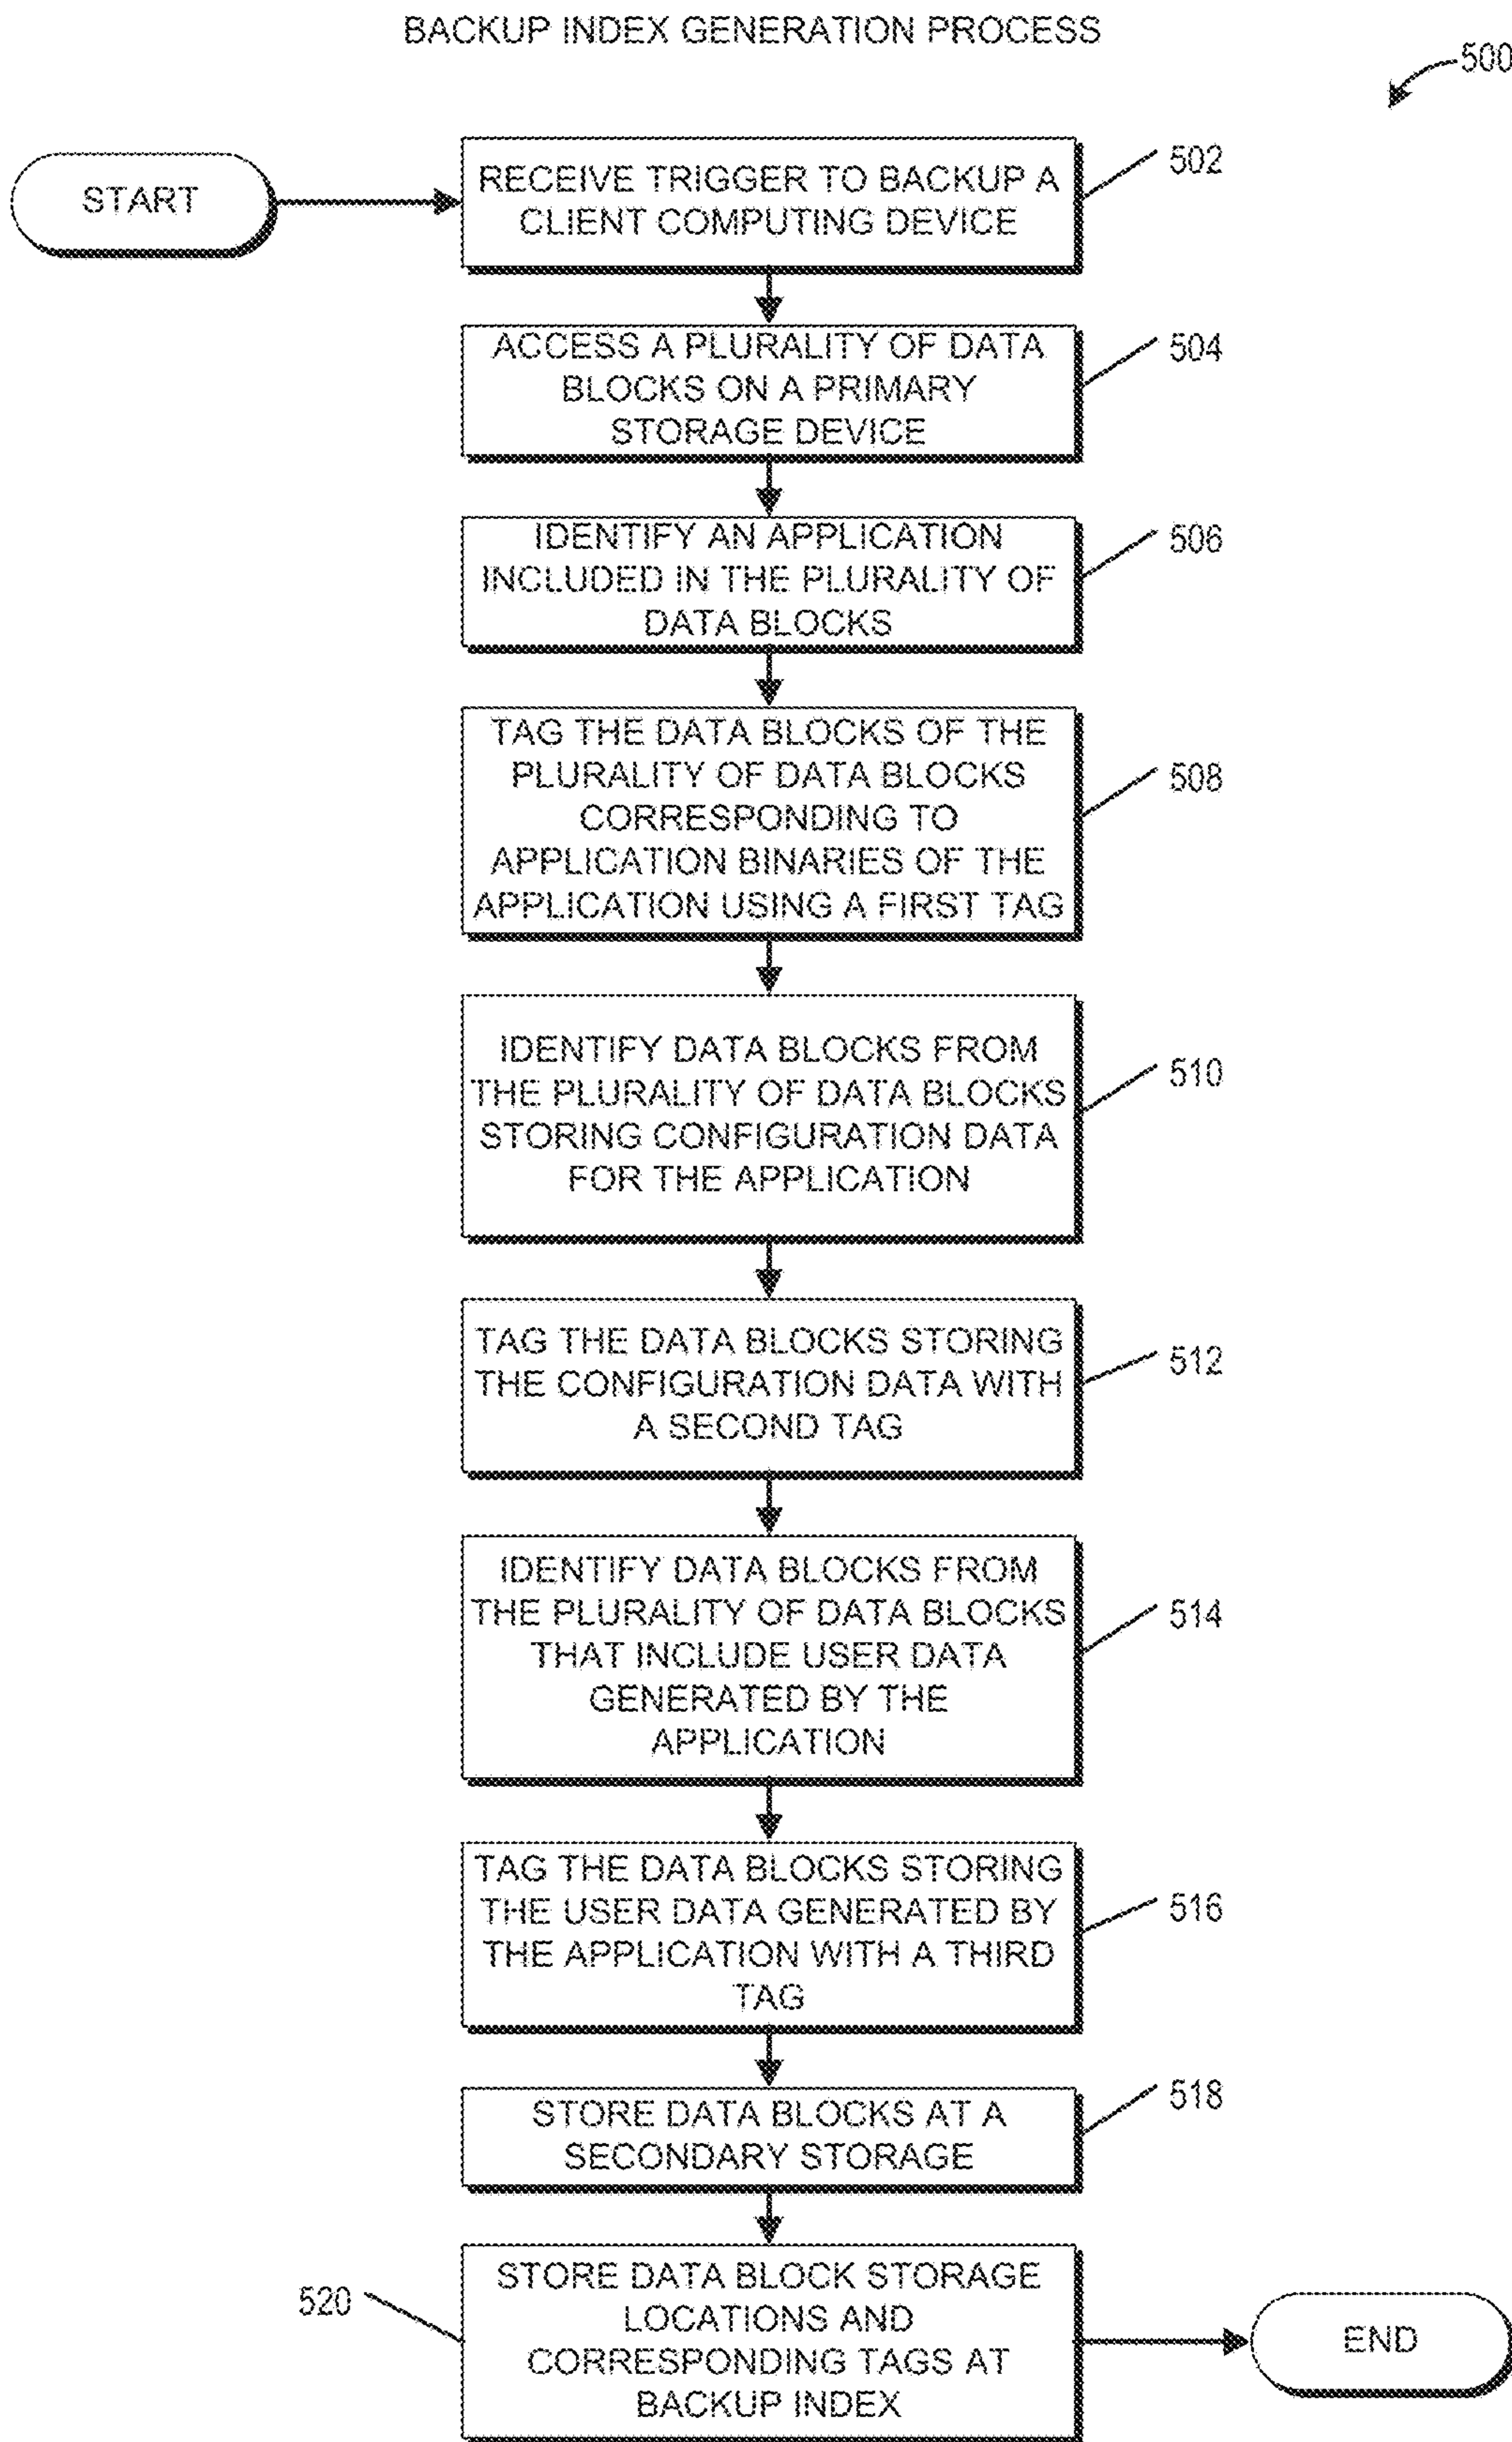 BACKUP INDEX GENERATION PROCESS
500
START
RECEIVE TRIGGER TO BACKUP A
CLIENT COMPUTING DEVICE
502
ACCESS A PLURALITY OF DATA
BLOCKS ON A PRIMARY
STORAGE DEVICE
504
IDENTIFY AN APPLICATION
INCLUDED IN THE PLURALITY OF
DATA BLOCKS
506
TAG THE DATA BLOCKS OF THE
PLURALITY OF DATA BLOCKS
CORRESPONDING TO
APPLICATION BINARIES OF THE
APPLICATION USING A FIRST TAG
508
IDENTIFY DATA BLOCKS FROM
THE PLURALITY OF DATA BLOCKS
STORING CONFIGURATION DATA
FOR THE APPLICATION
510
TAG THE DATA BLOCKS STORING
THE CONFIGURATION DATA WITH
A SECOND TAG
512
IDENTIFY DATA BLOCKS FROM
THE PLURALITY OF DATA BLOCKS
THAT INCLUDE USER DATA
GENERATED BY THE
APPLICATION
514
TAG THE DATA BLOCKS STORING
THE USER DATA GENERATED BY
THE APPLICATION WITH A THIRD
TAG
516
STORE DATA BLOCKS AT A
SECONDARY STORAGE
518
STORE DATA BLOCK STORAGE
LOCATIONS AND
CORRESPONDING TAGS AT
BACKUP INDEX
520
END